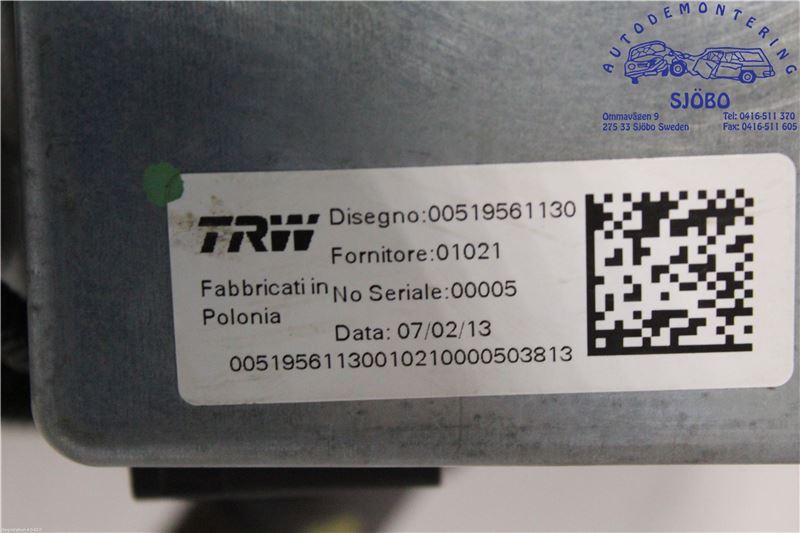 AUTODEMONTERING
SJÖBO
Ommavägen 9
275 33 Sjöbo Sweden
Tel: 0416-511 370
Fax: 0416-511 605
TRW
Disegno:00519561130
Fornitore:01021
Fabbricati in
Polonia
No Seriale:00005
Data: 07/02/13
00519561130010210000503813